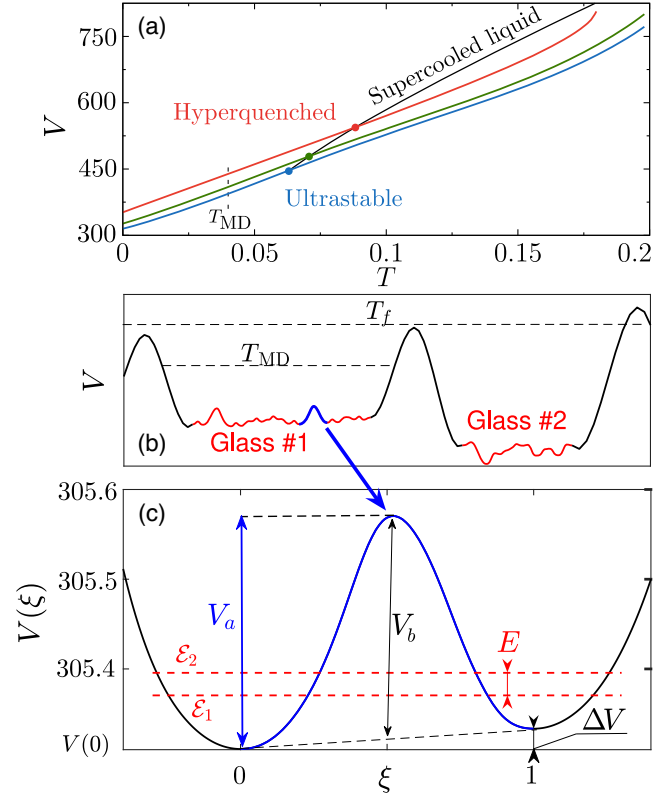 (a)
V
750
600
450
300
Supercooled liquid
Hyperquenched
Ultrastable
T_MD
0
0.05
0.1
0.15
0.2
T
V
T_f
T_MD
Glass #1
Glass #2
(b)
305.6
(c)
305.5
V(ξ)
305.4
V(0)
V_a
V_b
E
ℰ_2
ℰ_1
ΔV
0
ξ
1